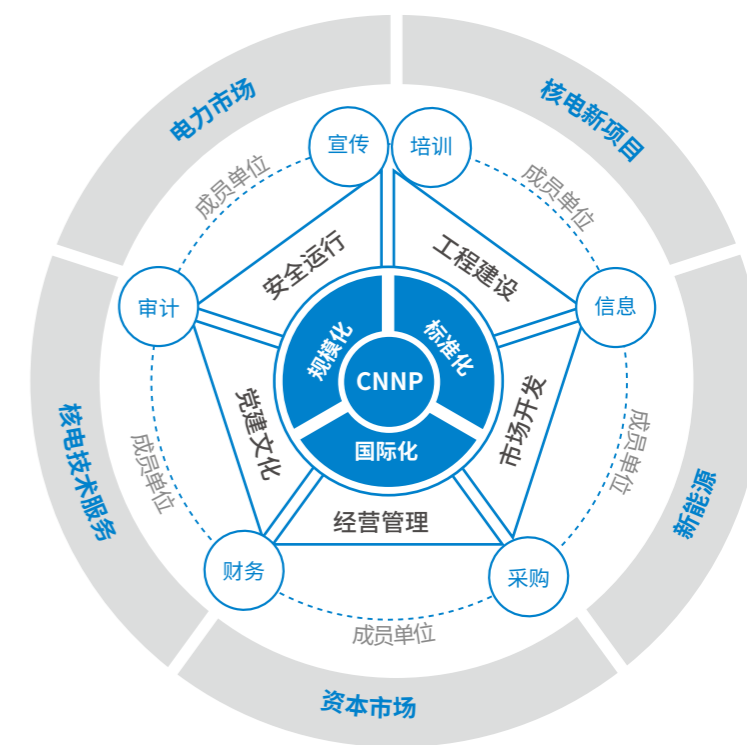 电力市场
核电新项目
宣传
培训
成员单位
成员单位
安全运行
工程建设
审计
信息
规模化
标准化
CNNP
国际化
党建文化
市场开发
核电技术服务
成员单位
成员单位
新能源
经营管理
财务
采购
成员单位
资本市场